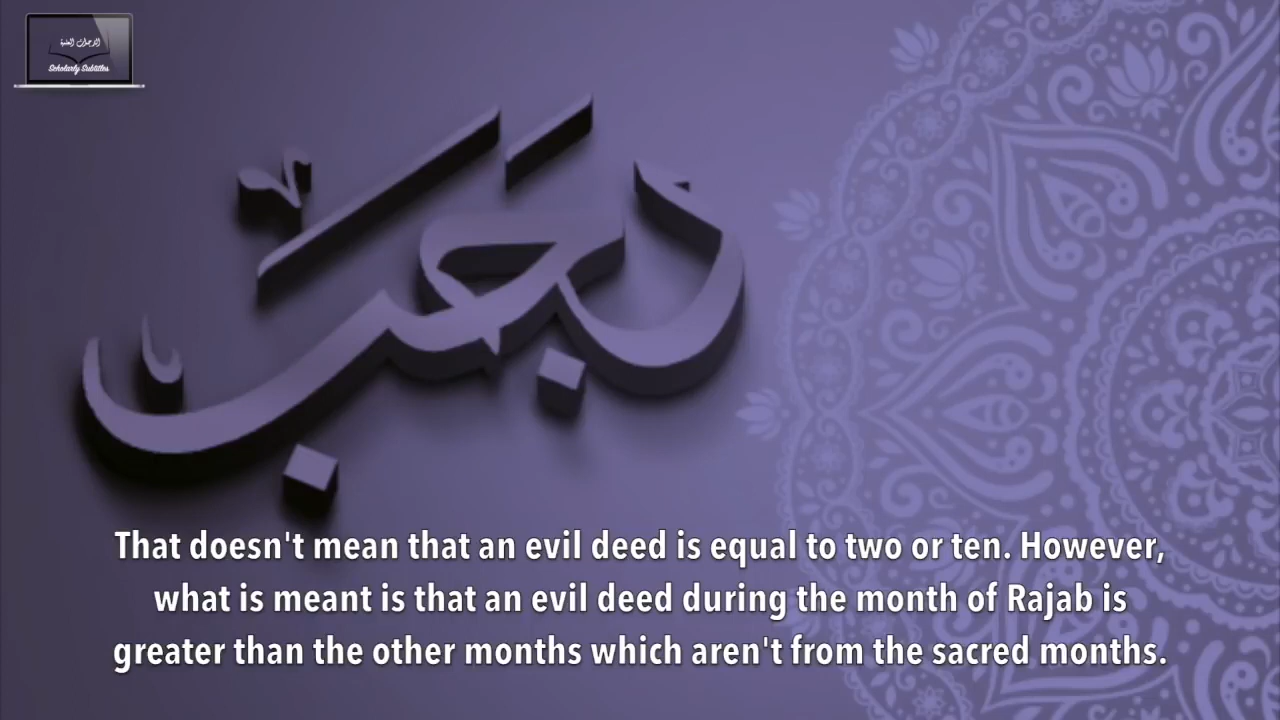 Scholarly Subtitles
رجب
That doesn't mean that an evil deed is equal to two or ten. However,
what is meant is that an evil deed during the month of Rajab is
greater than the other months which aren't from the sacred months.